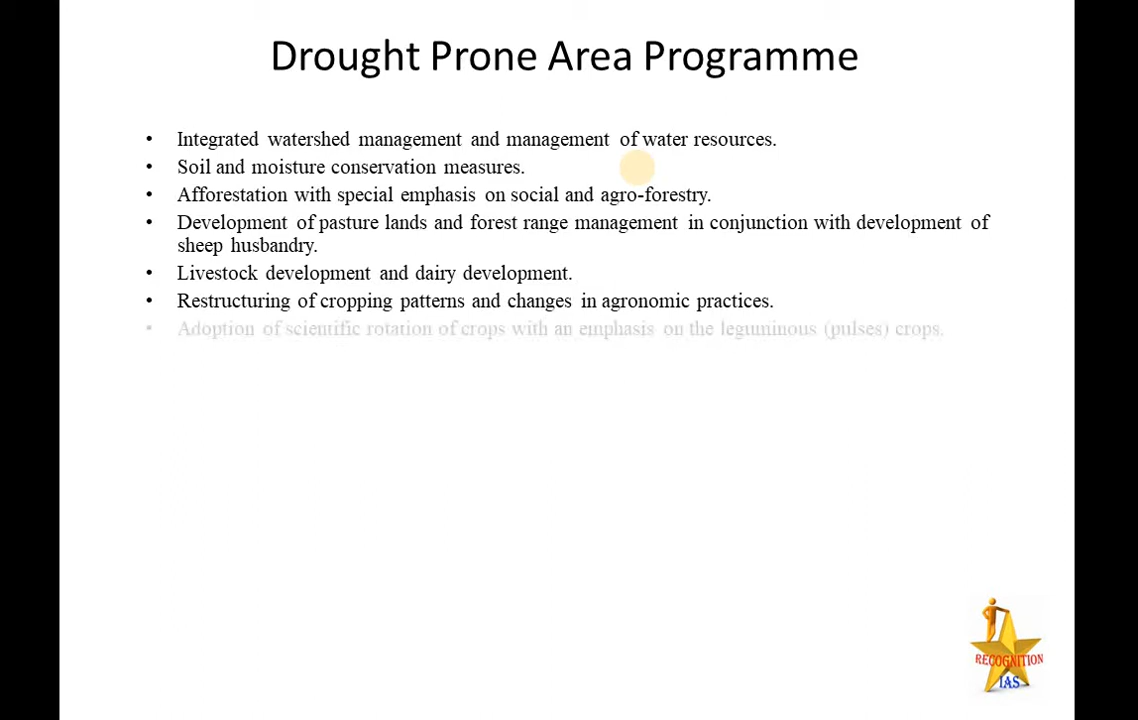 Drought Prone Area Programme
• Integrated watershed management and management of water resources.
• Soil and moisture conservation measures.
• Afforestation with special emphasis on social and agro-forestry.
• Development of pasture lands and forest range management in conjunction with development of
sheep husbandry.
• Livestock development and dairy development.
• Restructuring of cropping patterns and changes in agronomic practices.
• Adoption of scientific rotation of crops with an emphasis on the leguminous (pulses) crops.
RECOGNITION
IAS